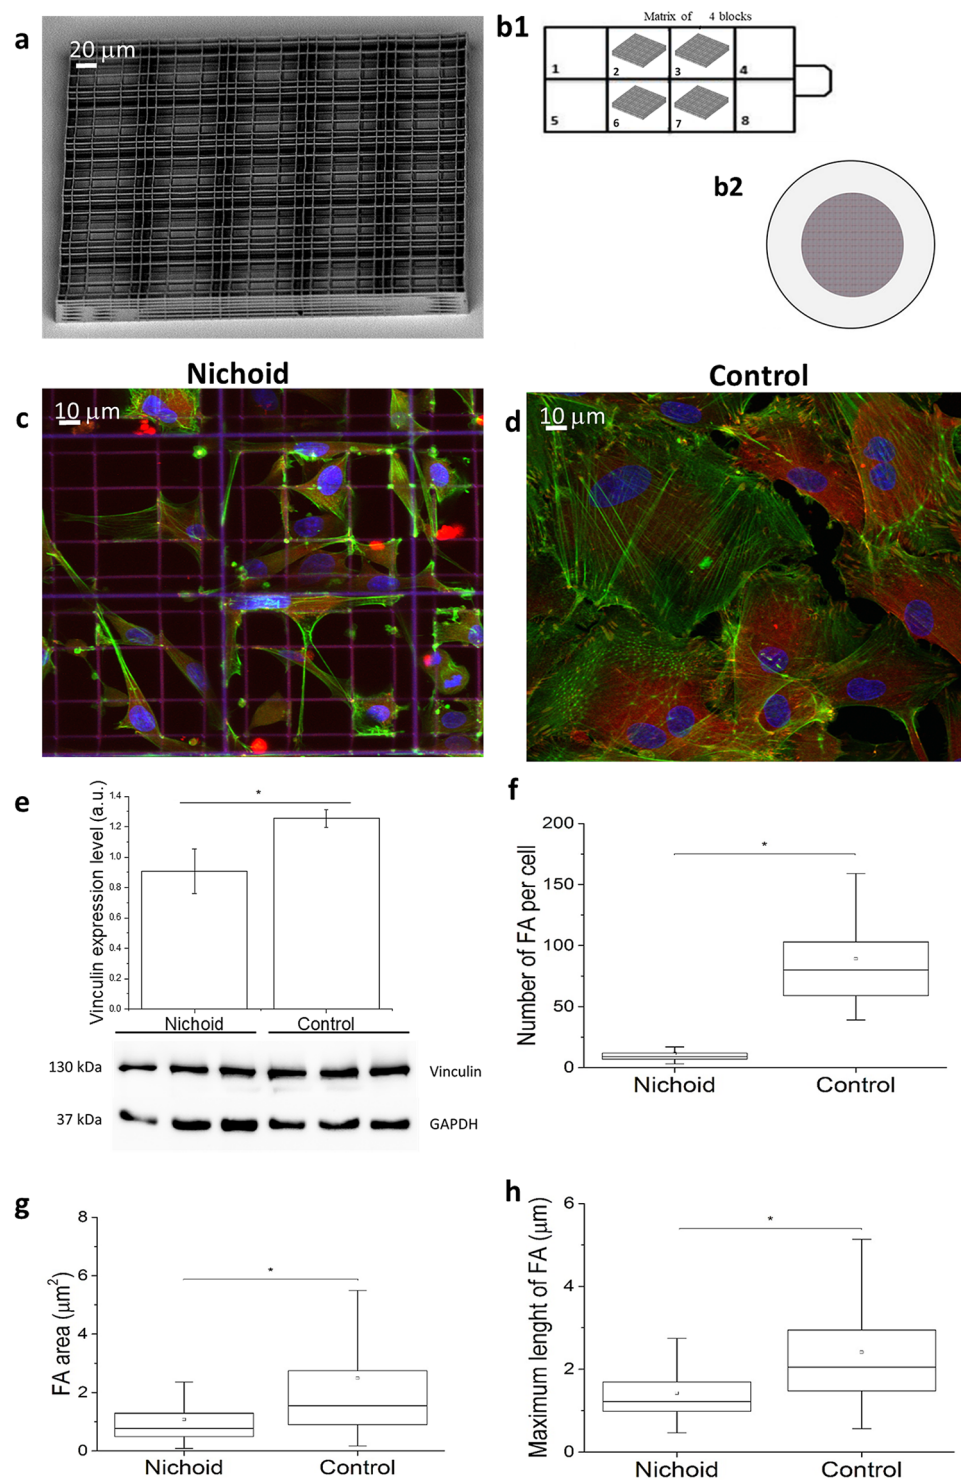 a
20 μm
b1
Matrix of 4 blocks
1
2
3
4
5
6
7
8
b2
Nichoid
Control
c
10 μm
d
10 μm
e
Vinculin expression level (a.u.)
1.4
1.2
1.0
0.8
0.6
0.4
0.2
0.0
*
Nichoid
Control
130 kDa
Vinculin
37 kDa
GAPDH
f
Number of FA per cell
200
150
100
50
0
*
Nichoid
Control
g
FA area (μm²)
8
6
4
2
0
*
Nichoid
Control
h
Maximum lenght of FA (μm)
6
4
2
0
*
Nichoid
Control